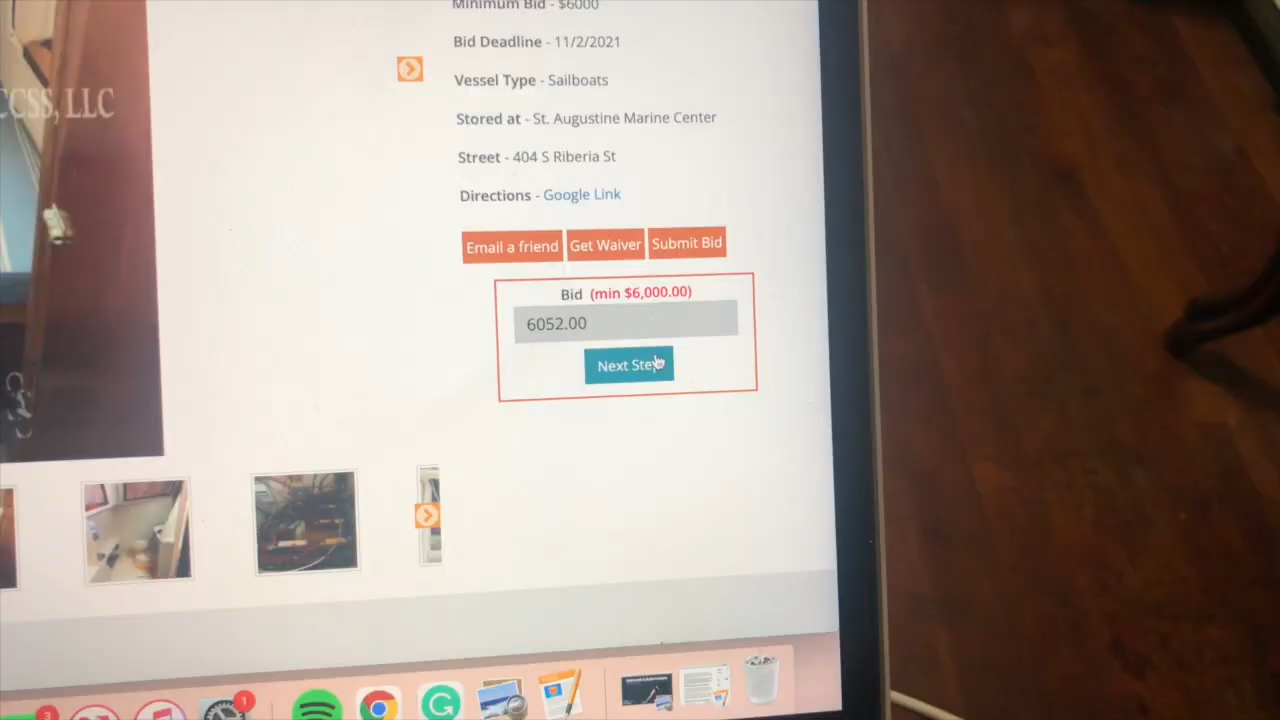 Minimum Bid - $6000
Bid Deadline - 11/2/2021
CCSS, LLC
Vessel Type - Sailboats
Stored at - St. Augustine Marine Center
Street - 404 S Riberia St
Directions - Google Link
Email a friend Get Waiver Submit Bid
Bid (min $6,000.00)
6052.00
Next Step
3
1